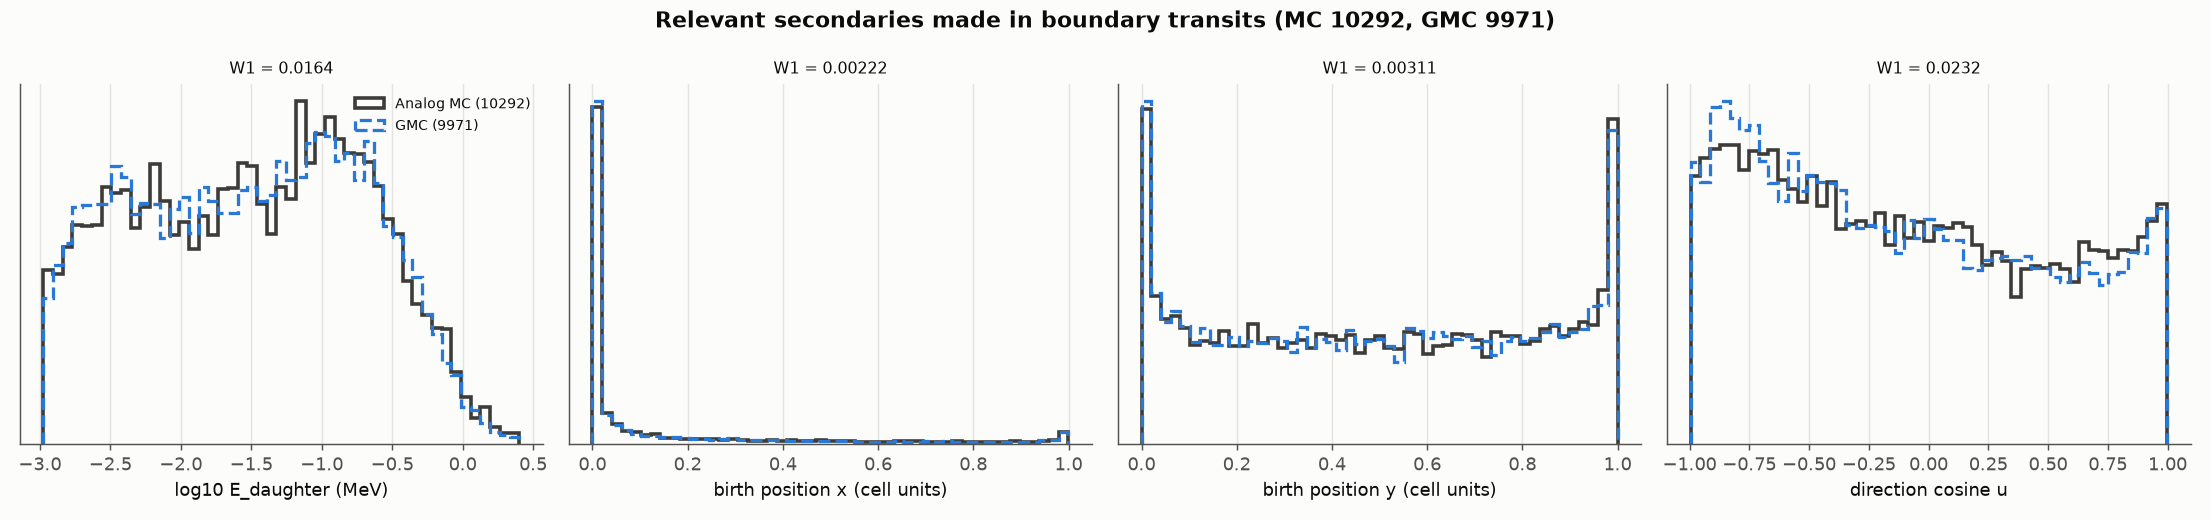 Relevant secondaries made in boundary transits (MC 10292, GMC 9971)
W1 = 0.0164
Analog MC (10292)
GMC (9971)
−3.0 −2.5 −2.0 −1.5 −1.0 −0.5 0.0 0.5
log10 E_daughter (MeV)
W1 = 0.00222
0.0 0.2 0.4 0.6 0.8 1.0
birth position x (cell units)
W1 = 0.00311
0.0 0.2 0.4 0.6 0.8 1.0
birth position y (cell units)
W1 = 0.0232
−1.00 −0.75 −0.50 −0.25 0.00 0.25 0.50 0.75 1.00
direction cosine u